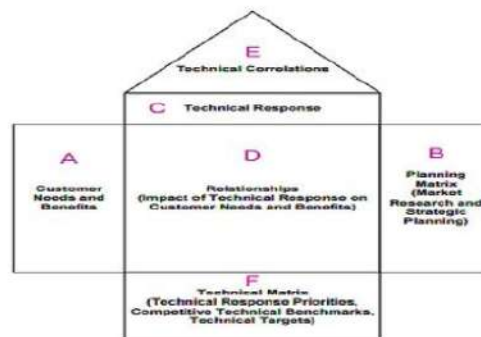 E
Technical Correlations
C Technical Response
A
Customer
Needs and
Benefits
D
Relationships
(Impact of Technical Response on
Customer Needs and Benefits)
B
Planning
Matrix
(Market
Research and
Strategic
Planning)
F
Technical Matrix
(Technical Response Priorities,
Competitive Technical Benchmarks,
Technical Targets)